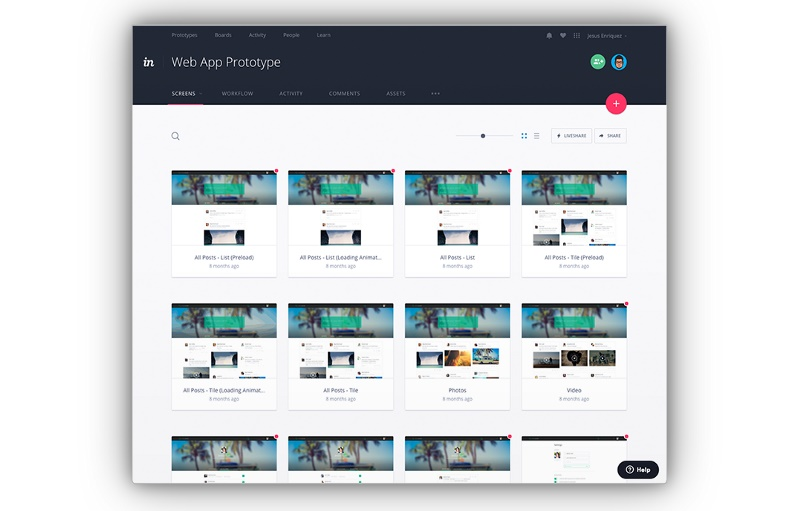 Prototypes Boards Activity People Learn Jesus Enriquez
in Web App Prototype
SCREENS WORKFLOW ACTIVITY COMMENTS ASSETS
+
LIVESHARE SHARE
All Posts - List (Preload) All Posts - List (Loading Animat... All Posts - List All Posts - Tile (Preload)
8 months ago 8 months ago 8 months ago 8 months ago
All Posts - Tile (Loading Animat... All Posts - Tile Photos Video
8 months ago 8 months ago 8 months ago 8 months ago
Help